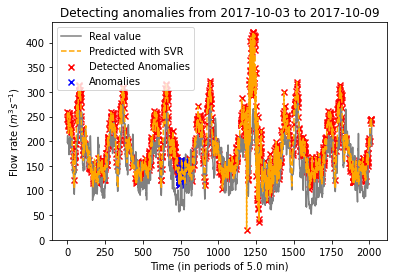 Detecting anomalies from 2017-10-03 to 2017-10-09
Flow rate (m³s⁻¹)
400
350
300
250
200
150
100
50
0
Real value
Predicted with SVR
Detected Anomalies
Anomalies
0 250 500 750 1000 1250 1500 1750 2000
Time (in periods of 5.0 min)